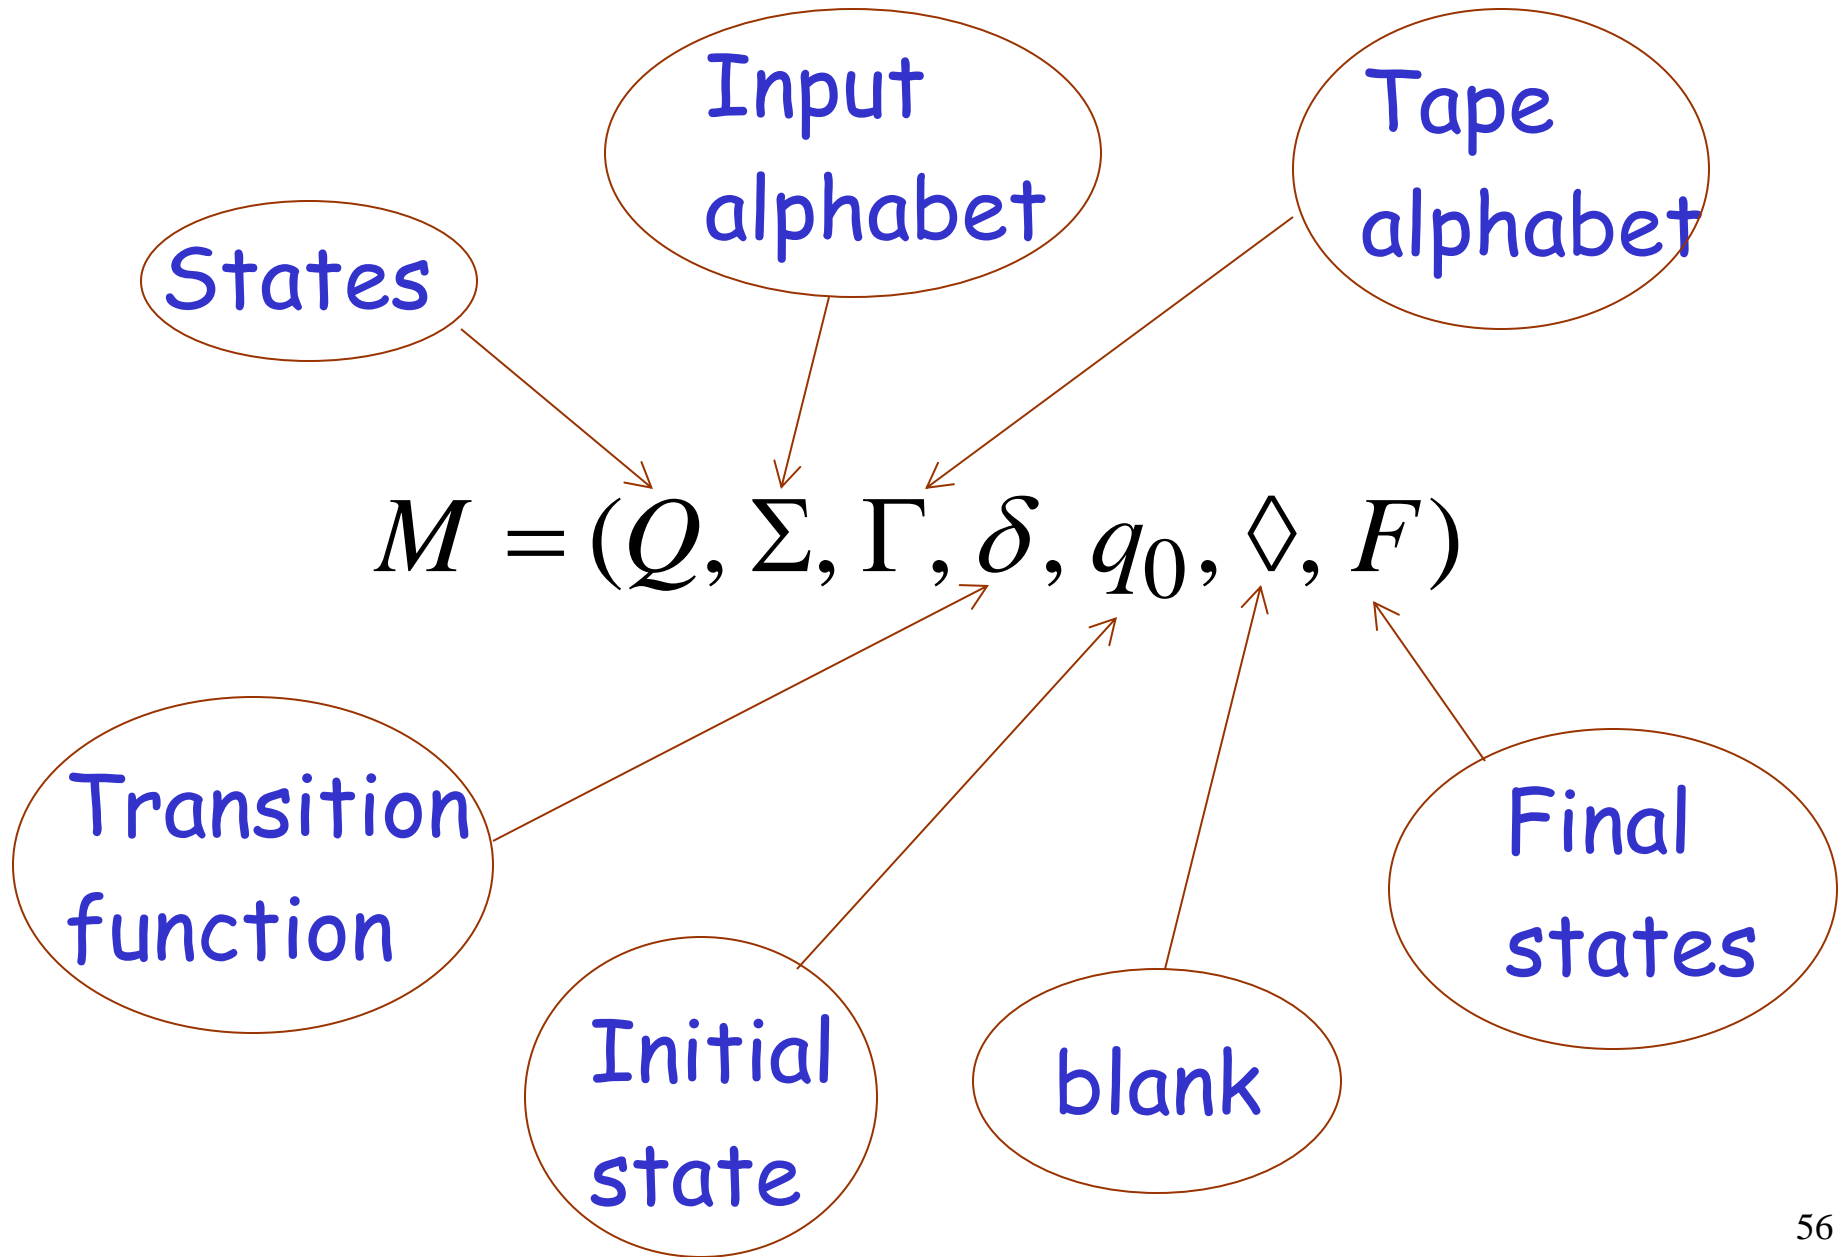 Input
alphabet
Tape
alphabet
States
M = (Q, Σ, Γ, δ, q₀, ◊, F)
Transition
function
Initial
state
blank
Final
states
56